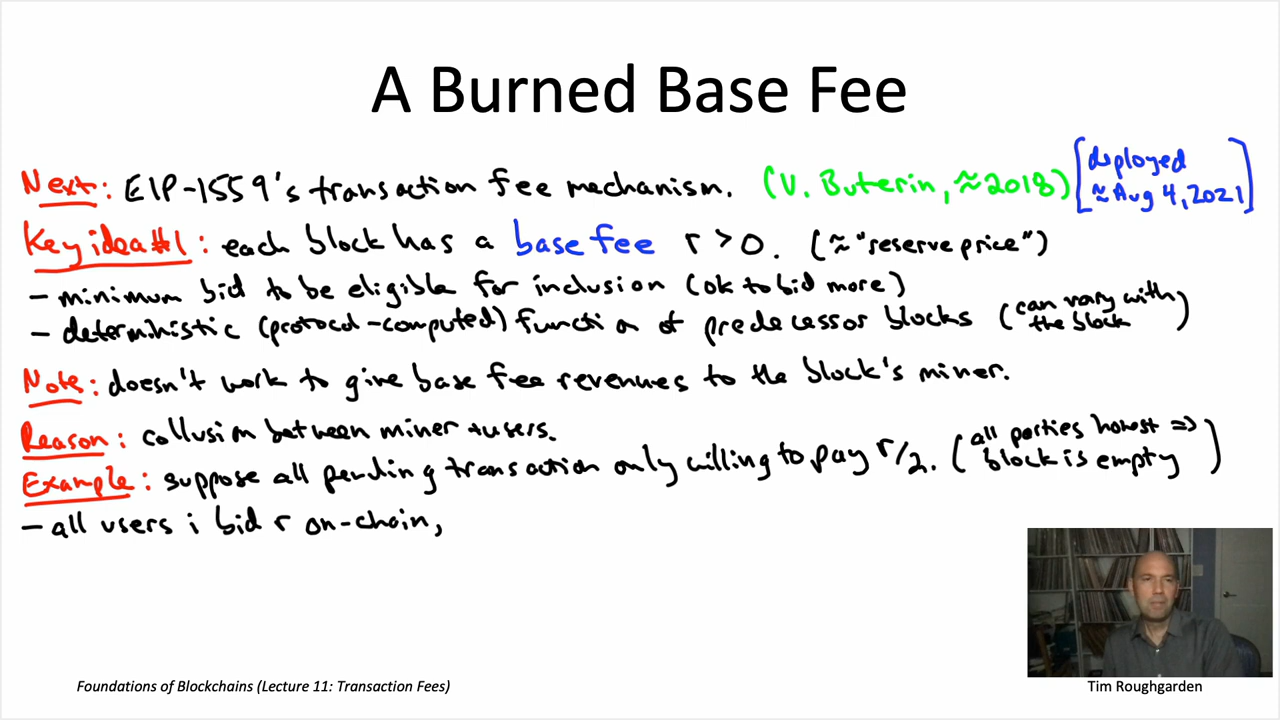 A Burned Base Fee
Next: EIP-1559's transaction fee mechanism. (V. Buterin, ≈2018) [deployed ≈Aug 4, 2021]
Key idea #1: each block has a base fee r > 0. (≈ "reserve price")
- minimum bid to be eligible for inclusion (ok to bid more)
- deterministic (protocol-computed) function of predecessor blocks (can vary with the block)
Note: doesn't work to give base fee revenues to the block's miner.
Reason: collusion between miner + users.
Example: suppose all pending transaction only willing to pay r/2. (all parties honest => block is empty)
- all users i bid r on-chain,
Foundations of Blockchains (Lecture 11: Transaction Fees)
Tim Roughgarden